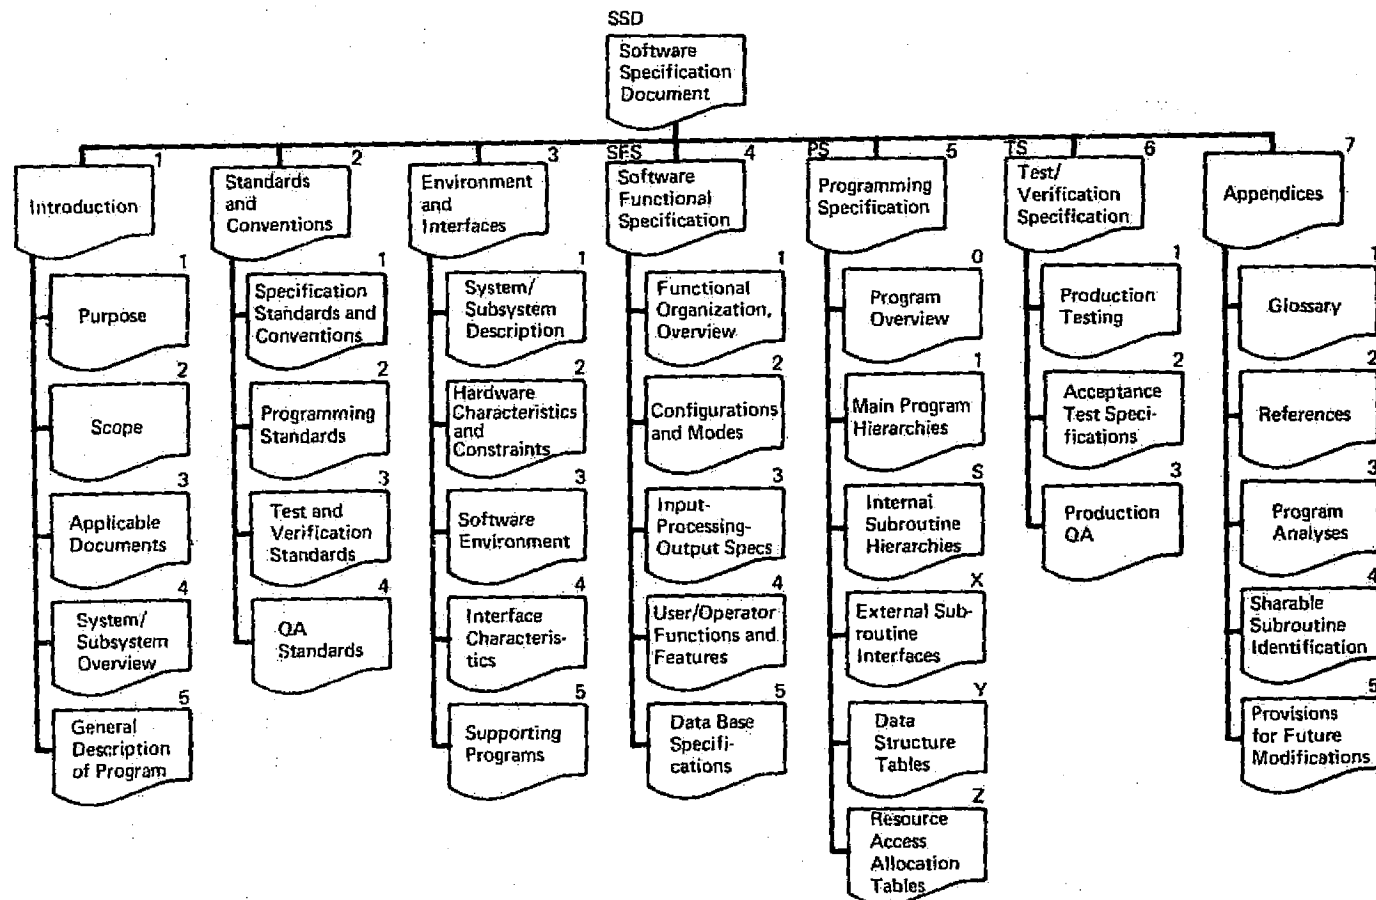 SSD
Software
Specification
Document
1
Introduction
1
Purpose
2
Scope
3
Applicable
Documents
4
System/
Subsystem
Overview
5
General
Description
of Program
2
Standards
and
Conventions
1
Specification
Standards and
Conventions
2
Programming
Standards
3
Test and
Verification
Standards
4
QA
Standards
3
Environment
and
Interfaces
1
System/
Subsystem
Description
2
Hardware
Characteristics
and
Constraints
3
Software
Environment
4
Interface
Characteris-
tics
5
Supporting
Programs
SFS
4
Software
Functional
Specification
1
Functional
Organization,
Overview
2
Configurations
and Modes
3
Input-
Processing-
Output Specs
4
User/Operator
Functions and
Features
5
Data Base
Specifi-
cations
PS
5
Programming
Specification
0
Program
Overview
1
Main Program
Hierarchies
S
Internal
Subroutine
Hierarchies
X
External Sub-
routine
Interfaces
Y
Data
Structure
Tables
Z
Resource
Access
Allocation
Tables
TS
6
Test/
Verification
Specification
1
Production
Testing
2
Acceptance
Test Speci-
fications
3
Production
QA
7
Appendices
1
Glossary
2
References
3
Program
Analyses
4
Sharable
Subroutine
Identification
5
Provisions
for Future
Modifications